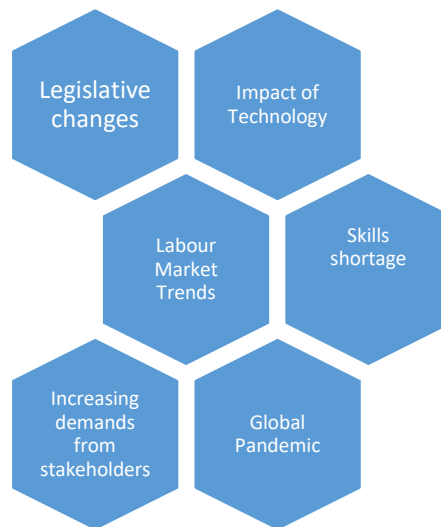 Legislative
changes
Impact of
Technology
Labour
Market
Trends
Skills
shortage
Increasing
demands
from
stakeholders
Global
Pandemic